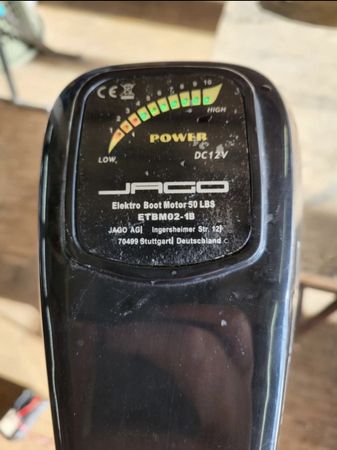 CE
1 2 3 4 5 6 7 8 9 10
HIGH
POWER
LOW
DC12V
JAGO
Elektro Boot Motor 50 LBS
ETBM02-1B
JAGO AG| Ingersheimer Str. 12|
70499 Stuttgart| Deutschland